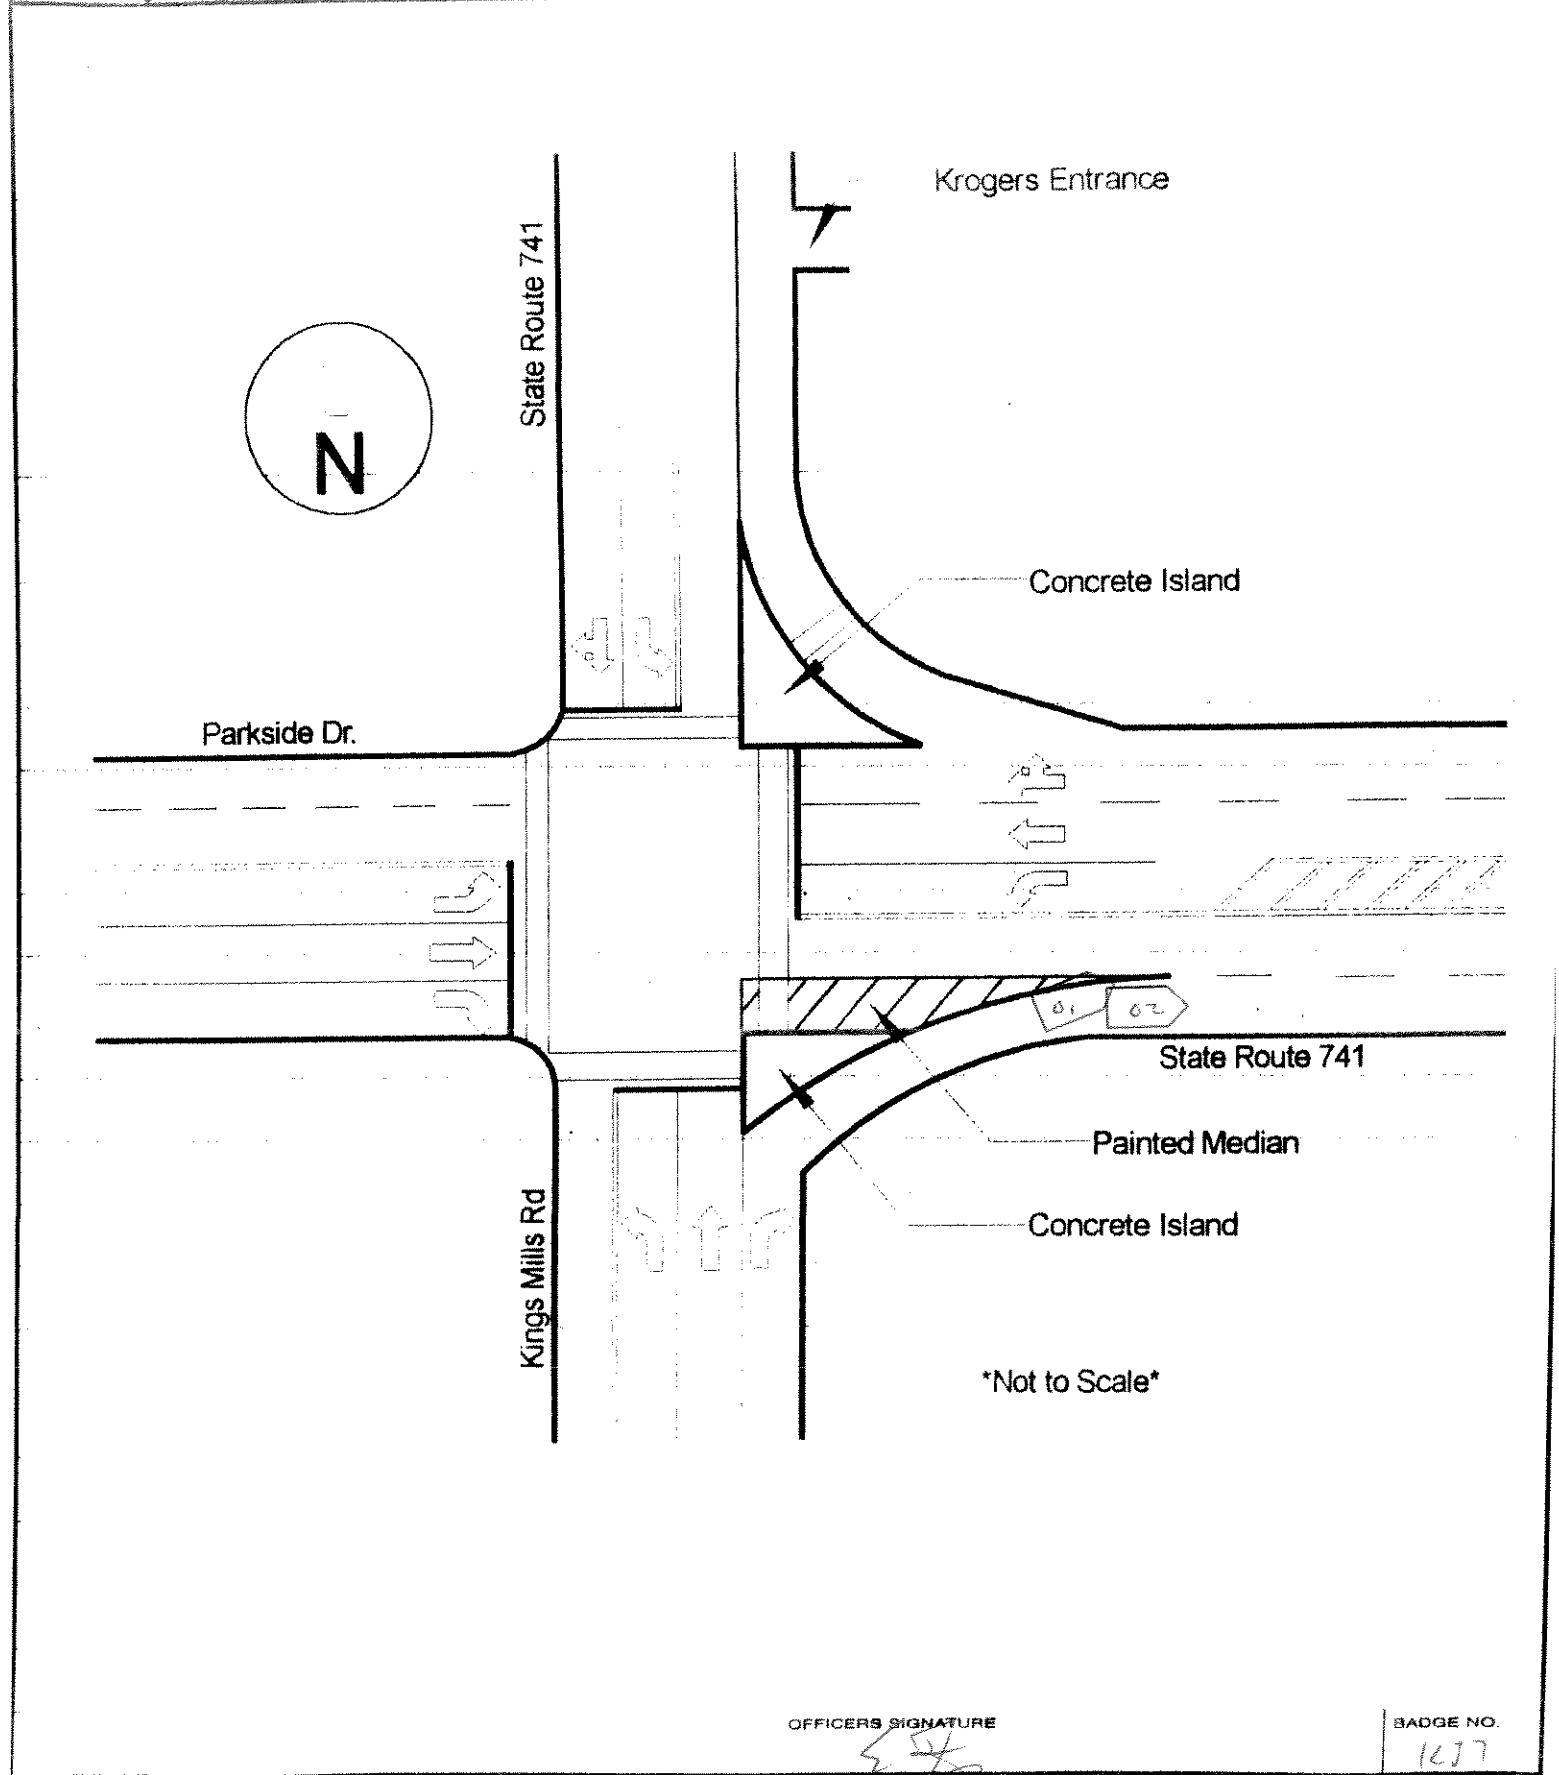 Krogers Entrance
State Route 741
N
Concrete Island
Parkside Dr.
01
02
State Route 741
Painted Median
Kings Mills Rd
Concrete Island
*Not to Scale*
OFFICERS SIGNATURE
BADGE NO.